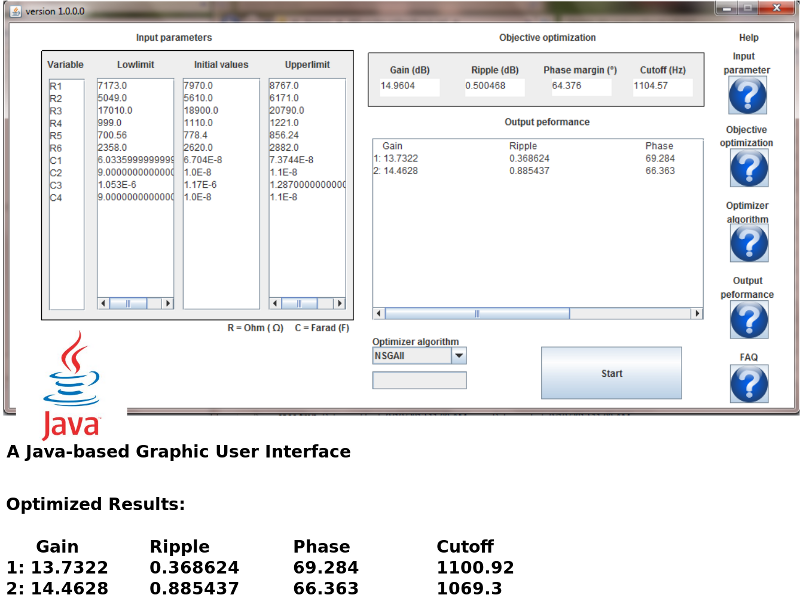 version 1.0.0.0
Input parameters
Variable Lowlimit Initial values Upperlimit
R1 7173.0 7970.0 8767.0
R2 5049.0 5610.0 6171.0
R3 17010.0 18900.0 20790.0
R4 999.0 1110.0 1221.0
R5 700.56 778.4 856.24
R6 2358.0 2620.0 2882.0
C1 6.0335999999999 6.704E-8 7.3744E-8
C2 9.0000000000000 1.0E-8 1.1E-8
C3 1.053E-6 1.17E-6 1.2870000000000
C4 9.0000000000000 1.0E-8 1.1E-8
R = Ohm ( Ω) C = Farad (F)
Objective optimization
Gain (dB) Ripple (dB) Phase margin (°) Cutoff (Hz)
14.9604 0.500468 64.376 1104.57
Output peformance
Gain Ripple Phase
1: 13.7322 0.368624 69.284
2: 14.4628 0.885437 66.363
Optimizer algorithm
NSGAII
Start
Help
Input
parameter
?
Objective
optimization
?
Optimizer
algorithm
?
Output
peformance
?
FAQ
?
Java
A Java-based Graphic User Interface
Optimized Results:
Gain Ripple Phase Cutoff
1: 13.7322 0.368624 69.284 1100.92
2: 14.4628 0.885437 66.363 1069.3